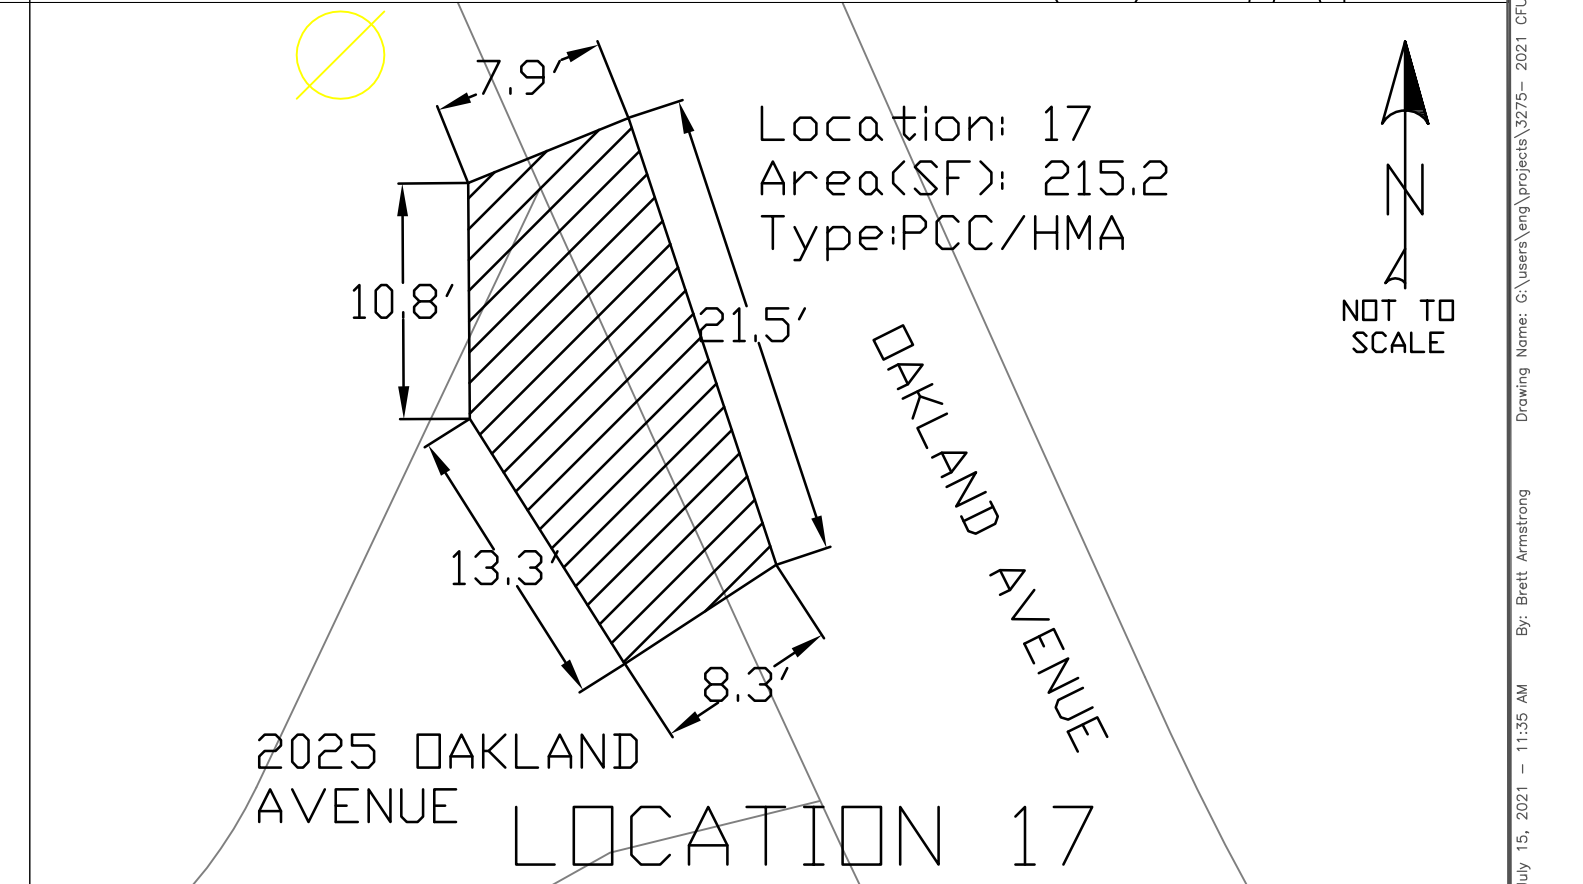 7.9'
Location: 17
Area(SF): 215.2
Type:PCC/HMA
N
NOT TO
SCALE
10.8'
21.5'
OAKLAND AVENUE
13.3'
8.3'
2025 OAKLAND
AVENUE
LOCATION 17
July 15, 2021 - 11:35 AM By: Brett Armstrong Drawing Name: G:\users\eng\projects\3275- 2021 CFU